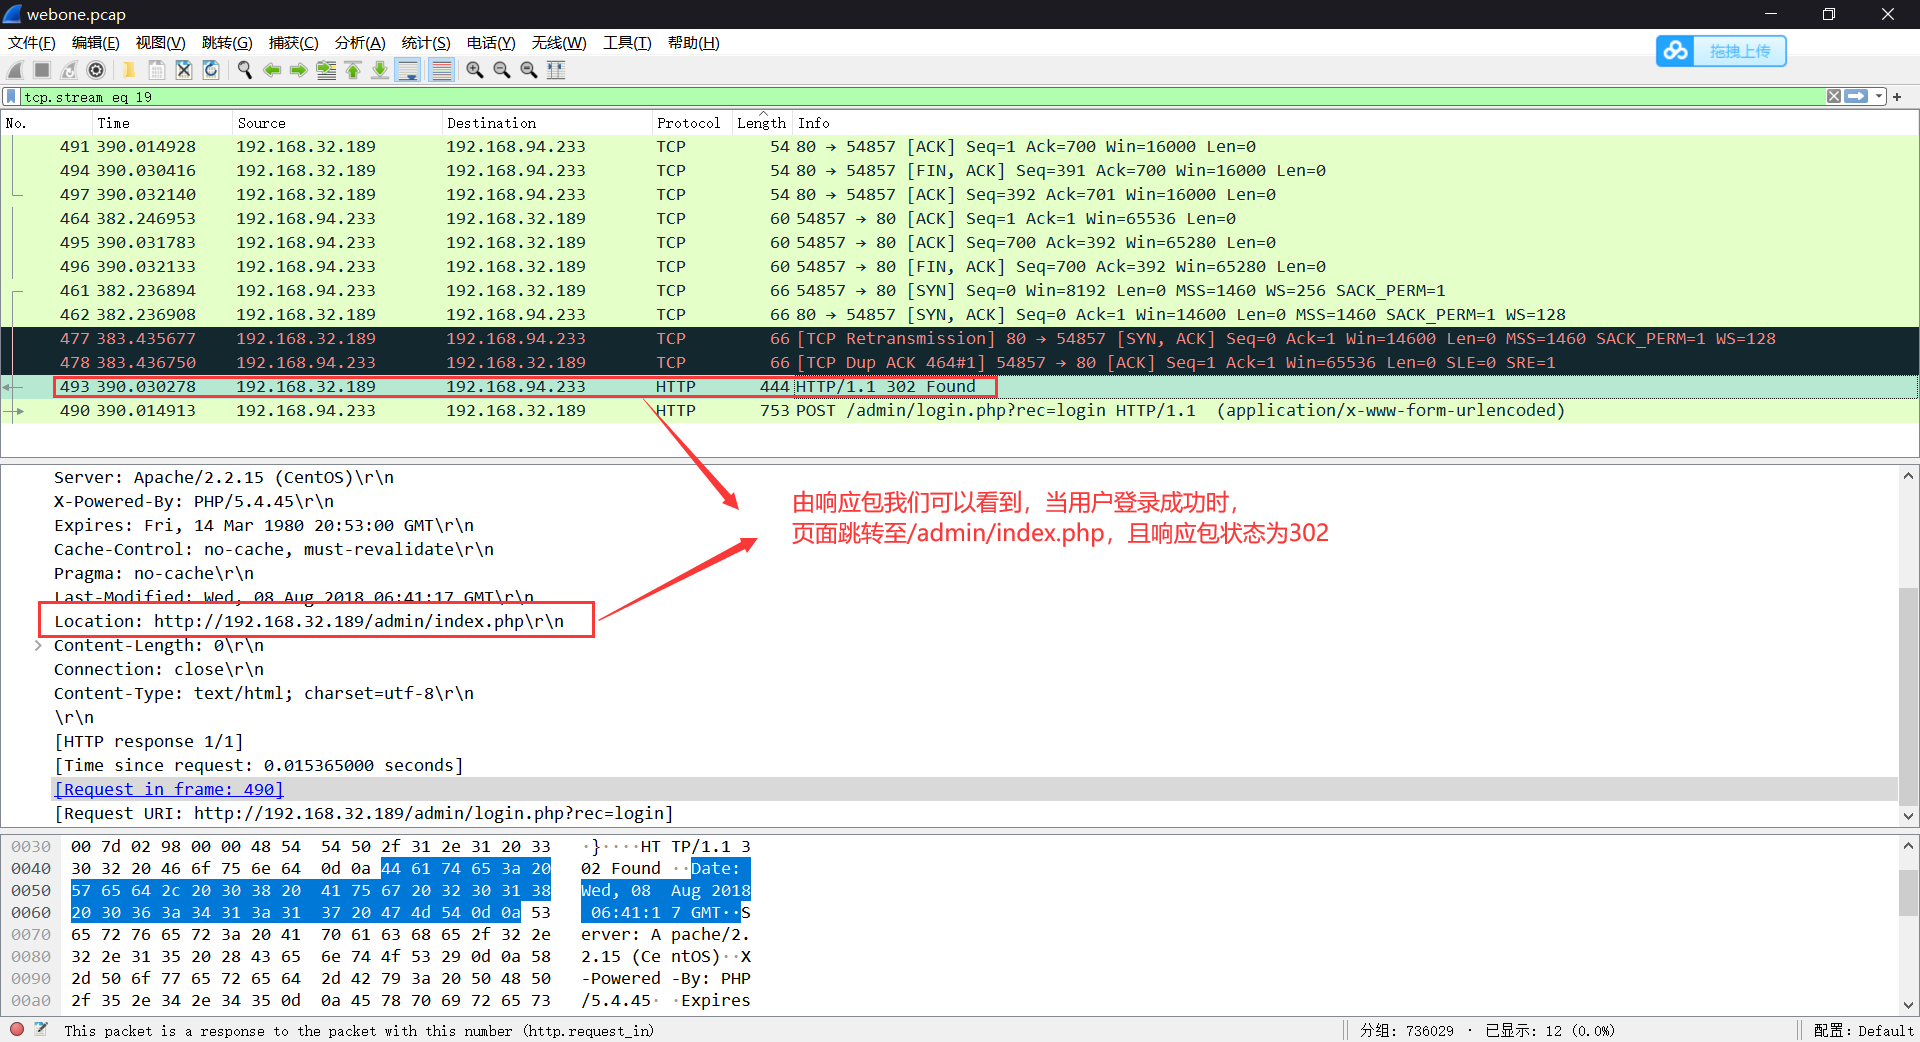 webone.pcap
文件(F) 编辑(E) 视图(V) 跳转(G) 捕获(C) 分析(A) 统计(S) 电话(Y) 无线(W) 工具(T) 帮助(H)
拖拽上传
tcp.stream eq 19
No. Time Source Destination Protocol Length Info
491 390.014928 192.168.32.189 192.168.94.233 TCP 54 80 → 54857 [ACK] Seq=1 Ack=700 Win=16000 Len=0
494 390.030416 192.168.32.189 192.168.94.233 TCP 54 80 → 54857 [FIN, ACK] Seq=391 Ack=700 Win=16000 Len=0
497 390.032140 192.168.32.189 192.168.94.233 TCP 54 80 → 54857 [ACK] Seq=392 Ack=701 Win=16000 Len=0
464 382.246953 192.168.94.233 192.168.32.189 TCP 60 54857 → 80 [ACK] Seq=1 Ack=1 Win=65536 Len=0
495 390.031783 192.168.94.233 192.168.32.189 TCP 60 54857 → 80 [ACK] Seq=700 Ack=392 Win=65280 Len=0
496 390.032133 192.168.94.233 192.168.32.189 TCP 60 54857 → 80 [FIN, ACK] Seq=700 Ack=392 Win=65280 Len=0
461 382.236894 192.168.94.233 192.168.32.189 TCP 66 54857 → 80 [SYN] Seq=0 Win=8192 Len=0 MSS=1460 WS=256 SACK_PERM=1
462 382.236908 192.168.32.189 192.168.94.233 TCP 66 80 → 54857 [SYN, ACK] Seq=0 Ack=1 Win=14600 Len=0 MSS=1460 SACK_PERM=1 WS=128
477 383.435677 192.168.32.189 192.168.94.233 TCP 66 [TCP Retransmission] 80 → 54857 [SYN, ACK] Seq=0 Ack=1 Win=14600 Len=0 MSS=1460 SACK_PERM=1 WS=128
478 383.436750 192.168.94.233 192.168.32.189 TCP 66 [TCP Dup ACK 464#1] 54857 → 80 [ACK] Seq=1 Ack=1 Win=65536 Len=0 SLE=0 SRE=1
493 390.030278 192.168.32.189 192.168.94.233 HTTP 444 HTTP/1.1 302 Found
490 390.014913 192.168.94.233 192.168.32.189 HTTP 753 POST /admin/login.php?rec=login HTTP/1.1  (application/x-www-form-urlencoded)
Server: Apache/2.2.15 (CentOS)\r\n
X-Powered-By: PHP/5.4.45\r\n
Expires: Fri, 14 Mar 1980 20:53:00 GMT\r\n
Cache-Control: no-cache, must-revalidate\r\n
Pragma: no-cache\r\n
Last-Modified: Wed, 08 Aug 2018 06:41:17 GMT\r\n
Location: http://192.168.32.189/admin/index.php\r\n
Content-Length: 0\r\n
Connection: close\r\n
Content-Type: text/html; charset=utf-8\r\n
\r\n
[HTTP response 1/1]
[Time since request: 0.015365000 seconds]
[Request in frame: 490]
[Request URI: http://192.168.32.189/admin/login.php?rec=login]
由响应包我们可以看到，当用户登录成功时，
页面跳转至/admin/index.php，且响应包状态为302
0030 00 7d 02 98 00 00 48 54 54 50 2f 31 2e 31 20 33 ·}····HT TP/1.1 3
0040 30 32 20 46 6f 75 6e 64 0d 0a 44 61 74 65 3a 20 02 Found ··Date:
0050 57 65 64 2c 20 30 38 20 41 75 67 20 32 30 31 38 Wed, 08 Aug 2018
0060 20 30 36 3a 34 31 3a 31 37 20 47 4d 54 0d 0a 53 06:41:1 7 GMT··S
0070 65 72 76 65 72 3a 20 41 70 61 63 68 65 2f 32 2e erver: A pache/2.
0080 32 2e 31 35 20 28 43 65 6e 74 4f 53 29 0d 0a 58 2.15 (Ce ntOS)··X
0090 2d 50 6f 77 65 72 65 64 2d 42 79 3a 20 50 48 50 -Powered -By: PHP
00a0 2f 35 2e 34 2e 34 35 0d 0a 45 78 70 69 72 65 73 /5.4.45· ·Expires
This packet is a response to the packet with this number (http.request_in)
分组: 736029 · 已显示: 12 (0.0%)
配置: Default